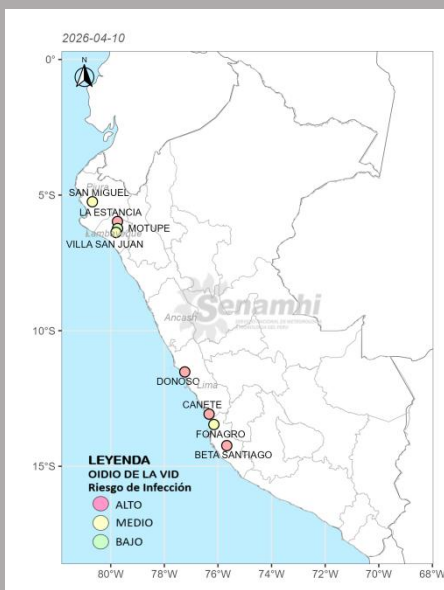 2026-04-10
N
0°
5°S
10°S
15°S
Piura
SAN MIGUEL
LA ESTANCIA
MOTUPE
Lambayeque
VILLA SAN JUAN
Senamhi
Ancash
DONOSO
Lima
CANETE
FONAGRO
BETA SANTIAGO
LEYENDA
OIDIO DE LA VID
Riesgo de Infección
ALTO
MEDIO
BAJO
80°W 78°W 76°W 74°W 72°W 70°W 68°W